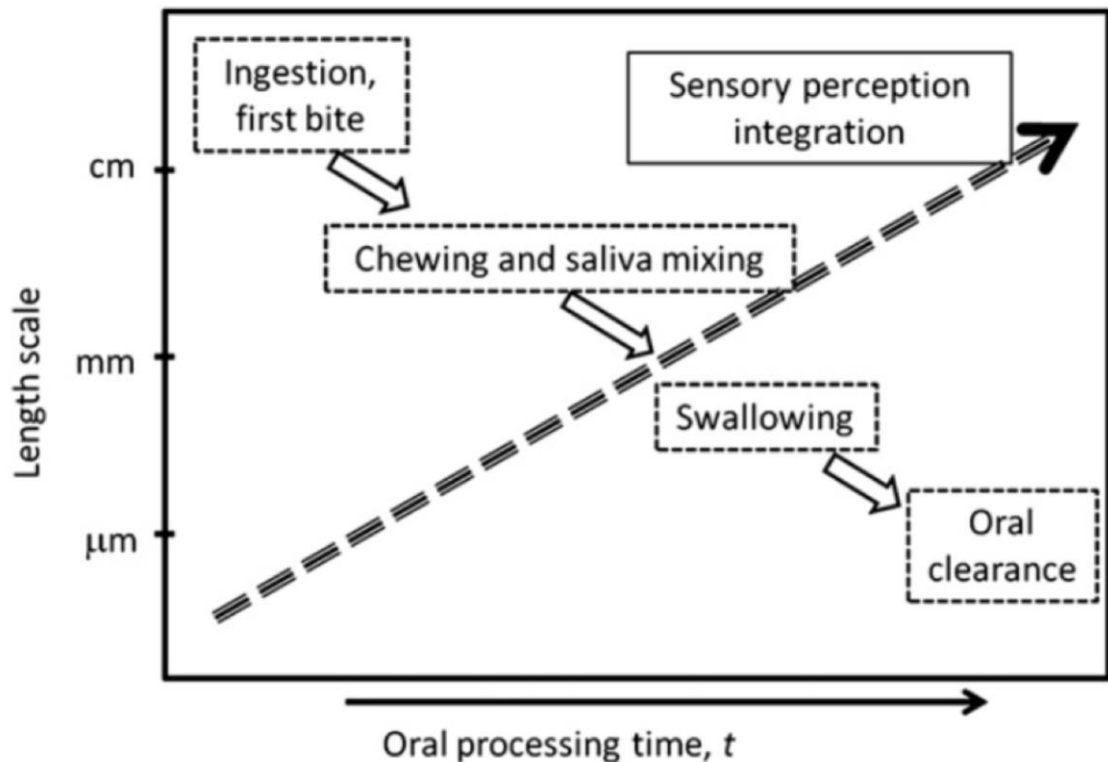 Ingestion,
first bite
Sensory perception
integration
cm
Chewing and saliva mixing
Length scale
mm
Swallowing
μm
Oral
clearance
Oral processing time, t